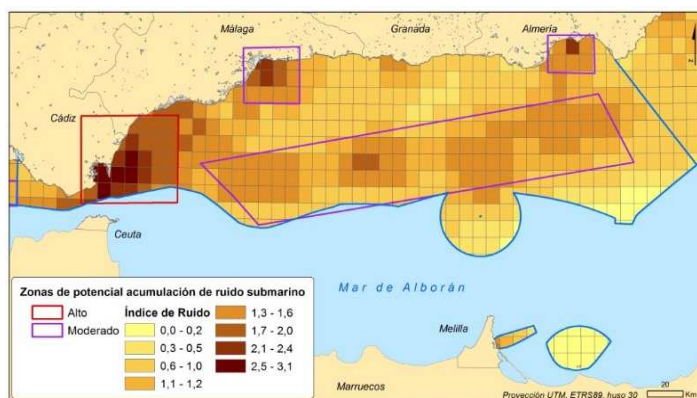 Málaga
Granada
Almería
Cádiz
Ceuta
Mar de Alborán
Melilla
Marruecos
Zonas de potencial acumulación de ruido submarino
Alto
Moderado
Índice de Ruido
0,0 - 0,2
0,3 - 0,5
0,6 - 1,0
1,1 - 1,2
1,3 - 1,6
1,7 - 2,0
2,1 - 2,4
2,5 - 3,1
20
Km
Proyección UTM, ETRS89, huso 30